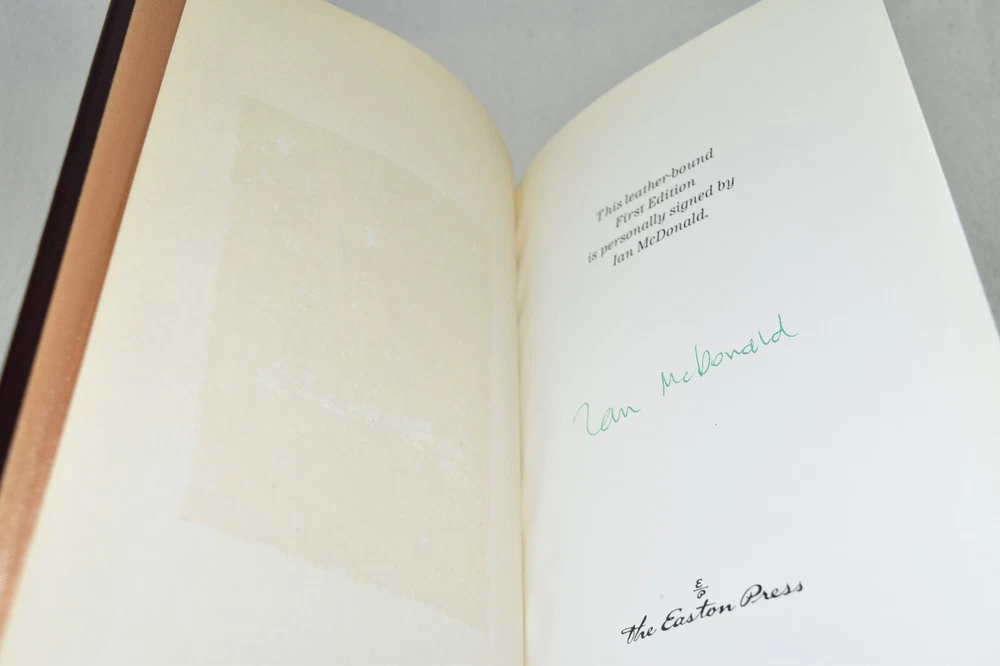 This leather-bound
First Edition
is personally signed by
Ian McDonald.
Ian McDonald
E
P
the Easton Press